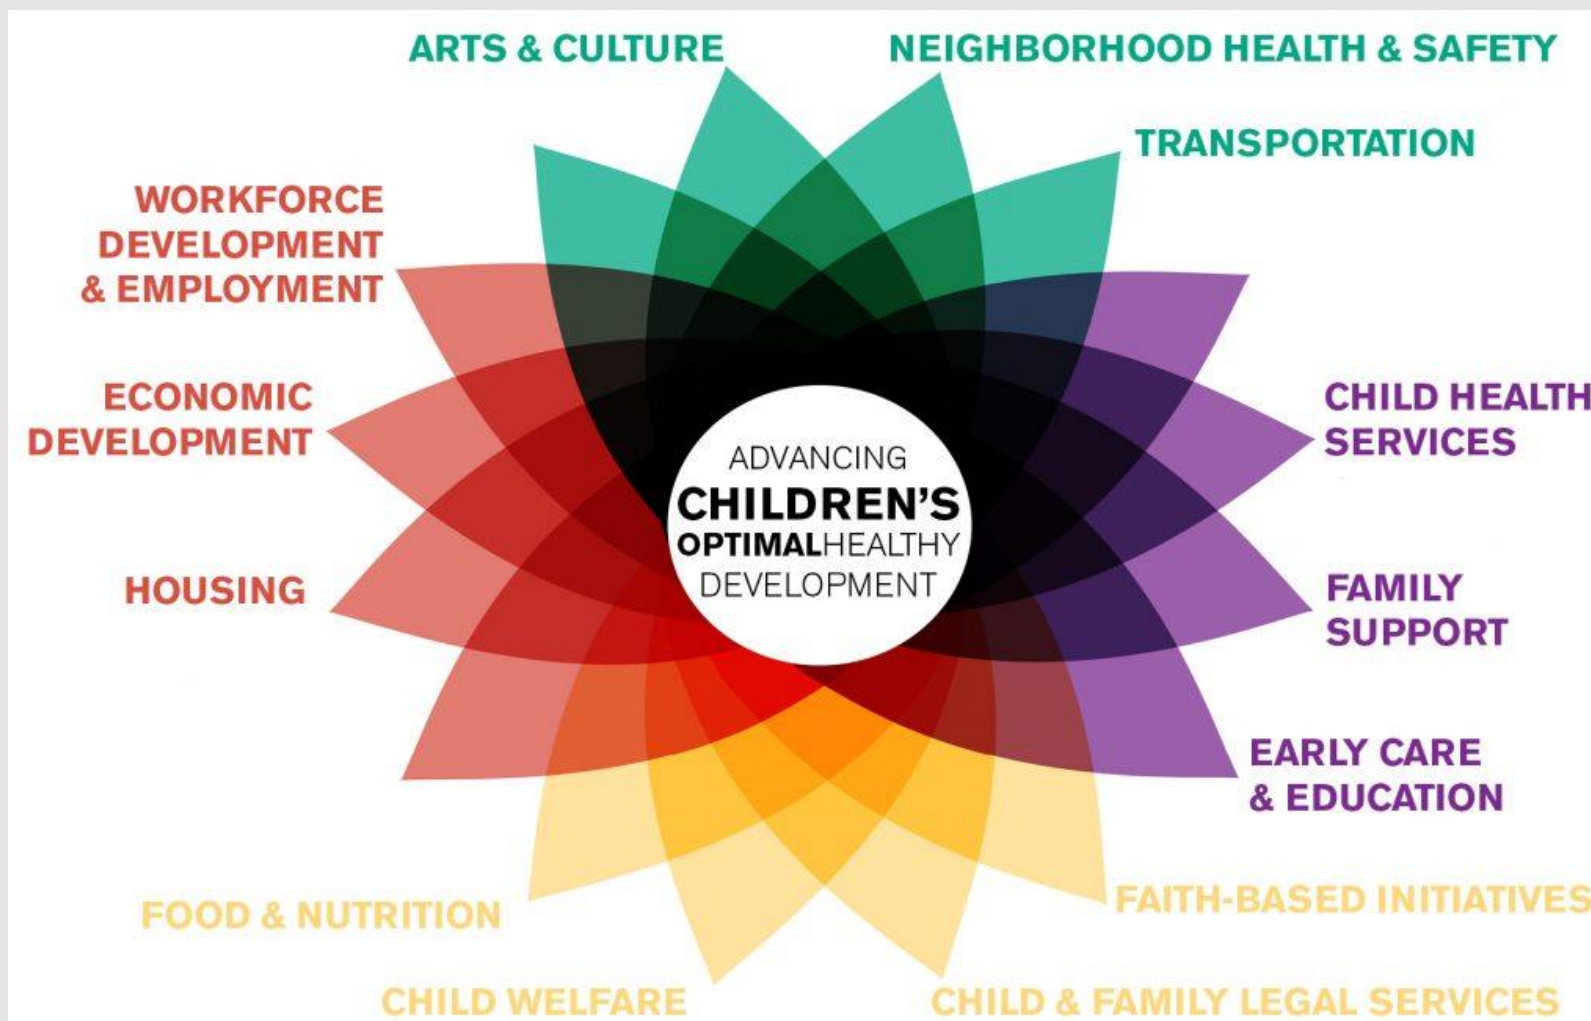 ARTS & CULTURE
NEIGHBORHOOD HEALTH & SAFETY
TRANSPORTATION
WORKFORCE
DEVELOPMENT
& EMPLOYMENT
ECONOMIC
DEVELOPMENT
HOUSING
ADVANCING
CHILDREN'S
OPTIMALHEALTHY
DEVELOPMENT
CHILD HEALTH
SERVICES
FAMILY
SUPPORT
EARLY CARE
& EDUCATION
FOOD & NUTRITION
FAITH-BASED INITIATIVES
CHILD WELFARE
CHILD & FAMILY LEGAL SERVICES